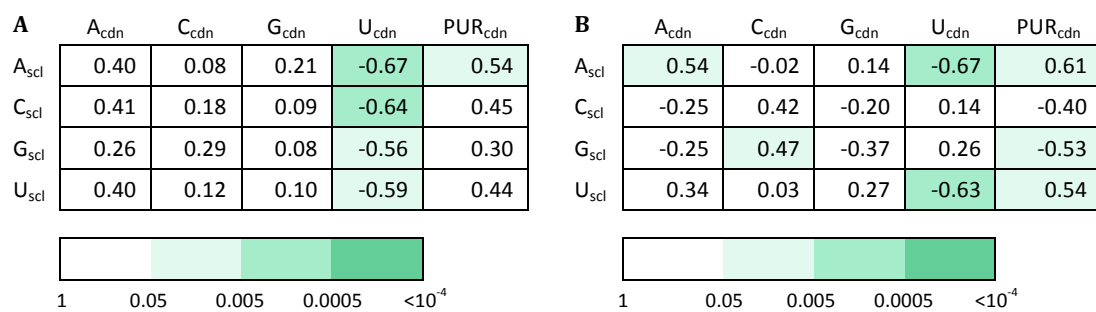 A A_cdn C_cdn G_cdn U_cdn PUR_cdn
A_scl 0.40 0.08 0.21 -0.67 0.54
C_scl 0.41 0.18 0.09 -0.64 0.45
G_scl 0.26 0.29 0.08 -0.56 0.30
U_scl 0.40 0.12 0.10 -0.59 0.44
1 0.05 0.005 0.0005 <10^-4
B A_cdn C_cdn G_cdn U_cdn PUR_cdn
A_scl 0.54 -0.02 0.14 -0.67 0.61
C_scl -0.25 0.42 -0.20 0.14 -0.40
G_scl -0.25 0.47 -0.37 0.26 -0.53
U_scl 0.34 0.03 0.27 -0.63 0.54
1 0.05 0.005 0.0005 <10^-4